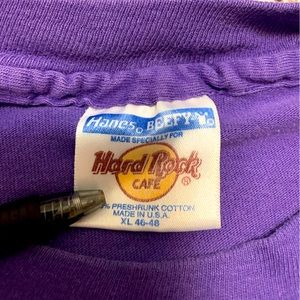 Hanes® BEEFY-T®
MADE SPECIALLY FOR
Hard Rock
CAFE ®
% PRESHRUNK COTTON
MADE IN U.S.A.
XL 46-48